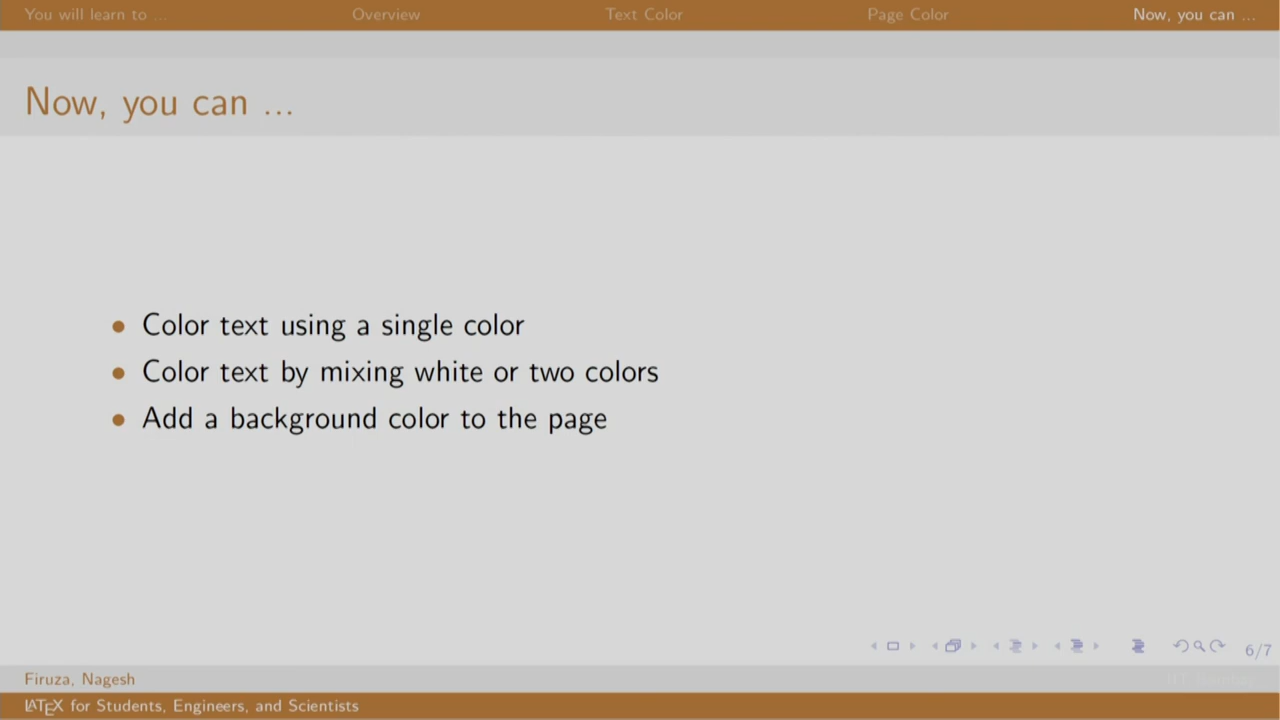 You will learn to ... Overview Text Color Page Color Now, you can ...
Now, you can ...
• Color text using a single color
• Color text by mixing white or two colors
• Add a background color to the page
6/7
Firuza, Nagesh
LATEX for Students, Engineers, and Scientists